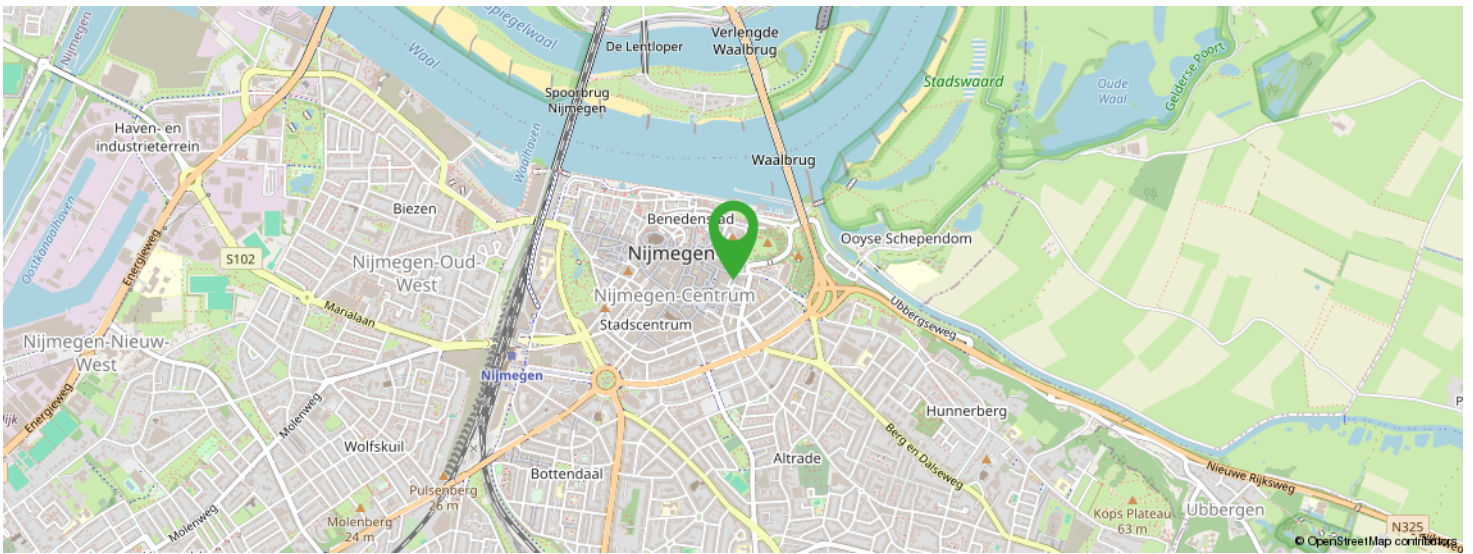 Nijmegen
Waal
Spiegelwaal
De Lentloper
Verlengde
Waalbrug
Stadswaard
Oude
Waal
Gelderse Poort
Spoorbrug
Nijmegen
Haven- en
industrieterrein
Waalhaven
Waalbrug
Oostkanaalhaven
Energieweg
Biezen
Benedenstad
Nijmegen
Ooyse Schependom
S102
Nijmegen-Oud-
West
Nijmegen-Centrum
Marialaan
Stadscentrum
Ubbergseweg
Nijmegen-Nieuw-
West
Nijmegen
Energieweg
Molenweg
Hunnerberg
Wolfskuil
Bottendaal
Altrade
Berg en Dalseweg
Nieuwe Rijksweg
Pulsenberg
26 m
Molenweg
Molenberg
24 m
Kops Plateau
63 m
Ubbergen
N325
© OpenStreetMap contributors